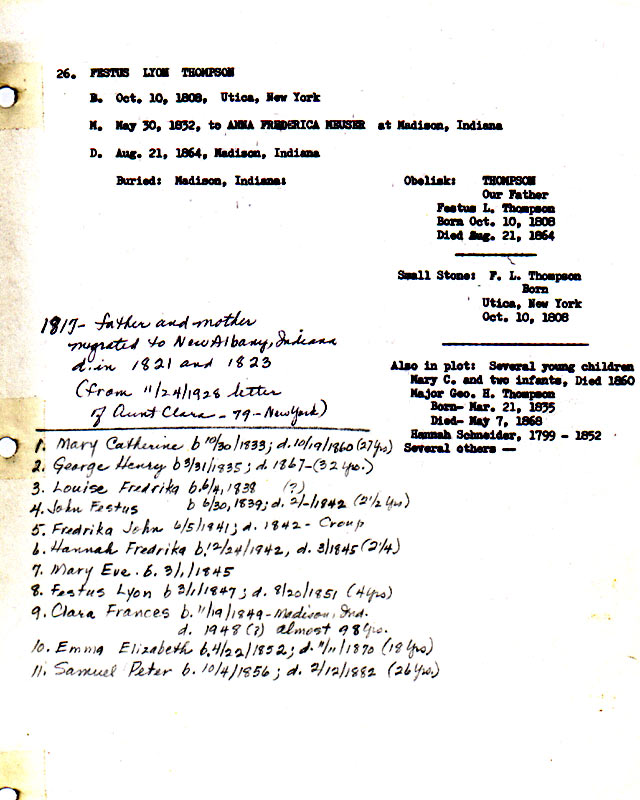 26. FESTUS LYON THOMPSON
B. Oct. 10, 1808, Utica, New York
M. May 30, 1832, to ANNA FREDERICA MEUSER at Madison, Indiana
D. Aug. 21, 1864, Madison, Indiana
Buried: Madison, Indiana:
Obelisk: THOMPSON
Our Father
Festus L. Thompson
Born Oct. 10, 1808
Died Aug. 21, 1864
Small Stone: F. L. Thompson
Born
Utica, New York
Oct. 10, 1808
Also in plot: Several young children
Mary C. and two infants, Died 1860
Major Geo. H. Thompson
Born- Mar. 21, 1835
Died- May 7, 1868
Hannah Schneider, 1799 - 1852
Several others —
1817- father and mother
migrated to New Albany, Indiana
d. in 1821 and 1823
(from 11/24/1928 letter
of Aunt Clara - 79 - New York)
1. Mary Catherine b 10/30/1833; d. 10/19/1860 (27 yrs)
2. George Henry b 3/31/1835; d. 1867- (32 yrs.)
3. Louise Fredrika b. 6/4, 1838 (?)
4. John Festus b 6/30, 1839; d. 2/-/1842 (2 1/2 yrs)
5. Fredrika John 6/5/1841; d. 1842- Croup
6. Hannah Fredrika b. 12/24/1942, d. 3/1845 (2 1/4)
7. Mary Eve. b. 3/1/1845
8. Festus Lyon b 3/1/1847; d. 8/20/1851 (4 yrs)
9. Clara Frances b. 11/19/1849 - Madison, Ind.
d. 1948 (?) almost 98 yrs.
10. Emma Elizabeth b. 4/22/1852; d. 11/11/1870 (18 yrs)
11. Samuel Peter b. 10/4/1856; d. 2/12/1882 (26 yrs.)